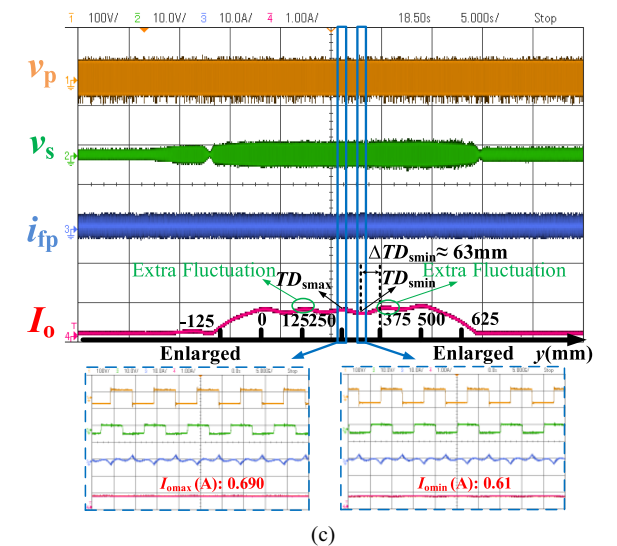 1 100V/ 2 10.0V/ 3 10.0A/ 4 1.00A/ 18.50s 5.000s/ Stop
vp
vs
ifp
Io
ΔTDsmin≈ 63mm
Extra Fluctuation TDsmax TDsmin Extra Fluctuation
-125 0 125 250 375 500 625
Enlarged Enlarged y(mm)
Iomax (A): 0.690 Iomin (A): 0.61
(c)